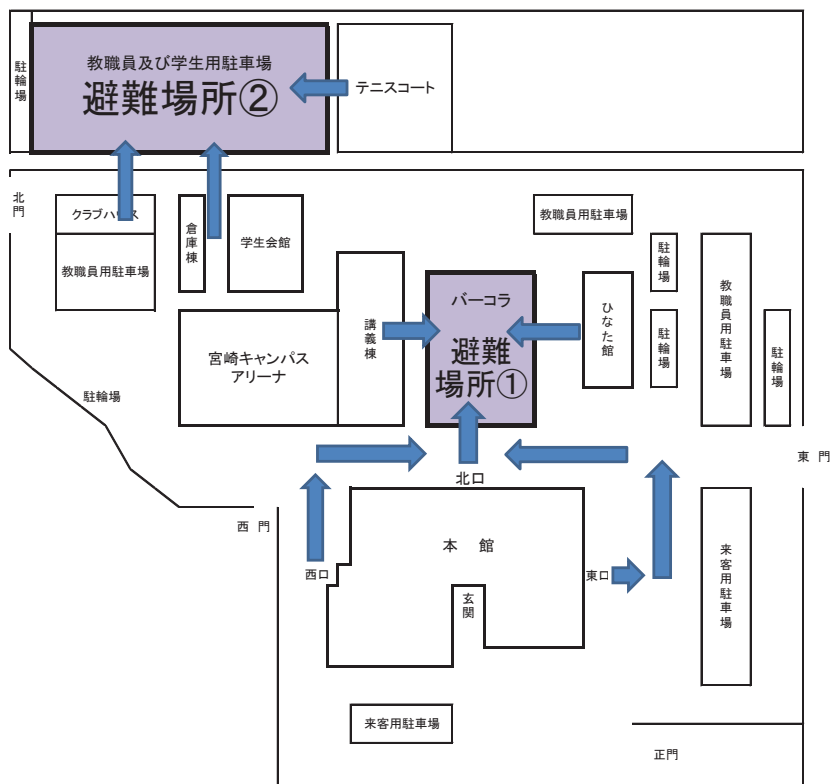 駐輪場
教職員及び学生用駐車場
避難場所②
テニスコート
北門
クラブハウス
教職員用駐車場
倉庫棟
学生会館
教職員用駐車場
駐輪場
駐輪場
教職員用駐車場
駐輪場
講義棟
宮崎キャンパス
アリーナ
バーコラ
避難
場所①
ひなた館
駐輪場
東門
北口
西門
本 館
西口
東口
玄関
来客用駐車場
来客用駐車場
正門